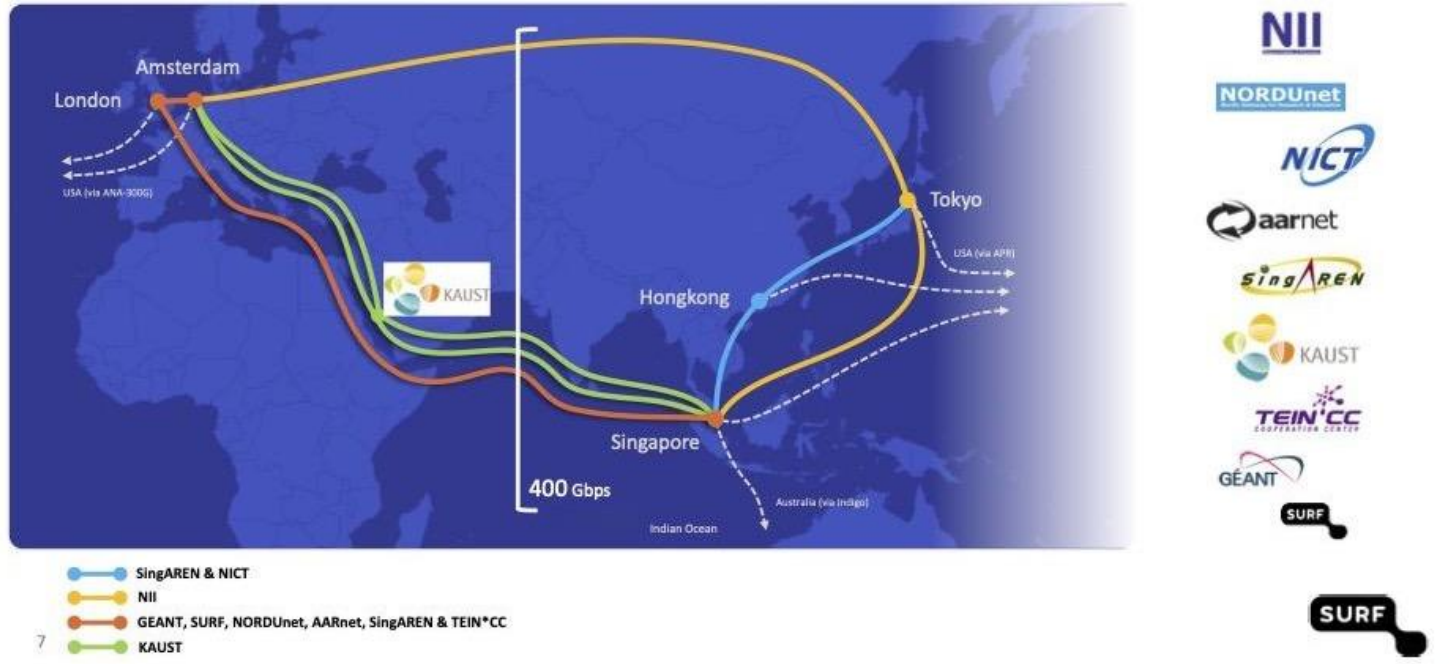 Amsterdam
London
USA (via ANA-300G)
Tokyo
USA (via APR)
KAUST
Hongkong
Singapore
400 Gbps
Australia (via Indigo)
Indian Ocean
NII
NORDUnet
NICT
aarnet
SingAREN
KAUST
TEIN*CC
COOPERATION CENTER
GÉANT
SURF
SingAREN & NICT
NII
GEANT, SURF, NORDUnet, AARnet, SingAREN & TEIN*CC
KAUST
SURF
7